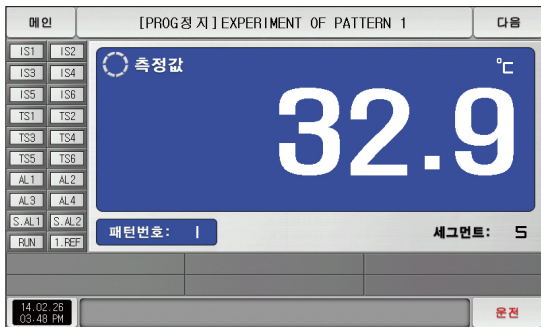 메인 [PROG정지]EXPERIMENT OF PATTERN 1 다음
IS1 IS2
IS3 IS4
IS5 IS6
TS1 TS2
TS3 TS4
TS5 TS6
AL1 AL2
AL3 AL4
S.AL1 S.AL2
RUN 1.REF
측정값 ℃
32.9
패턴번호: 1 세그먼트: 5
14.02.26
03:48 PM
운전